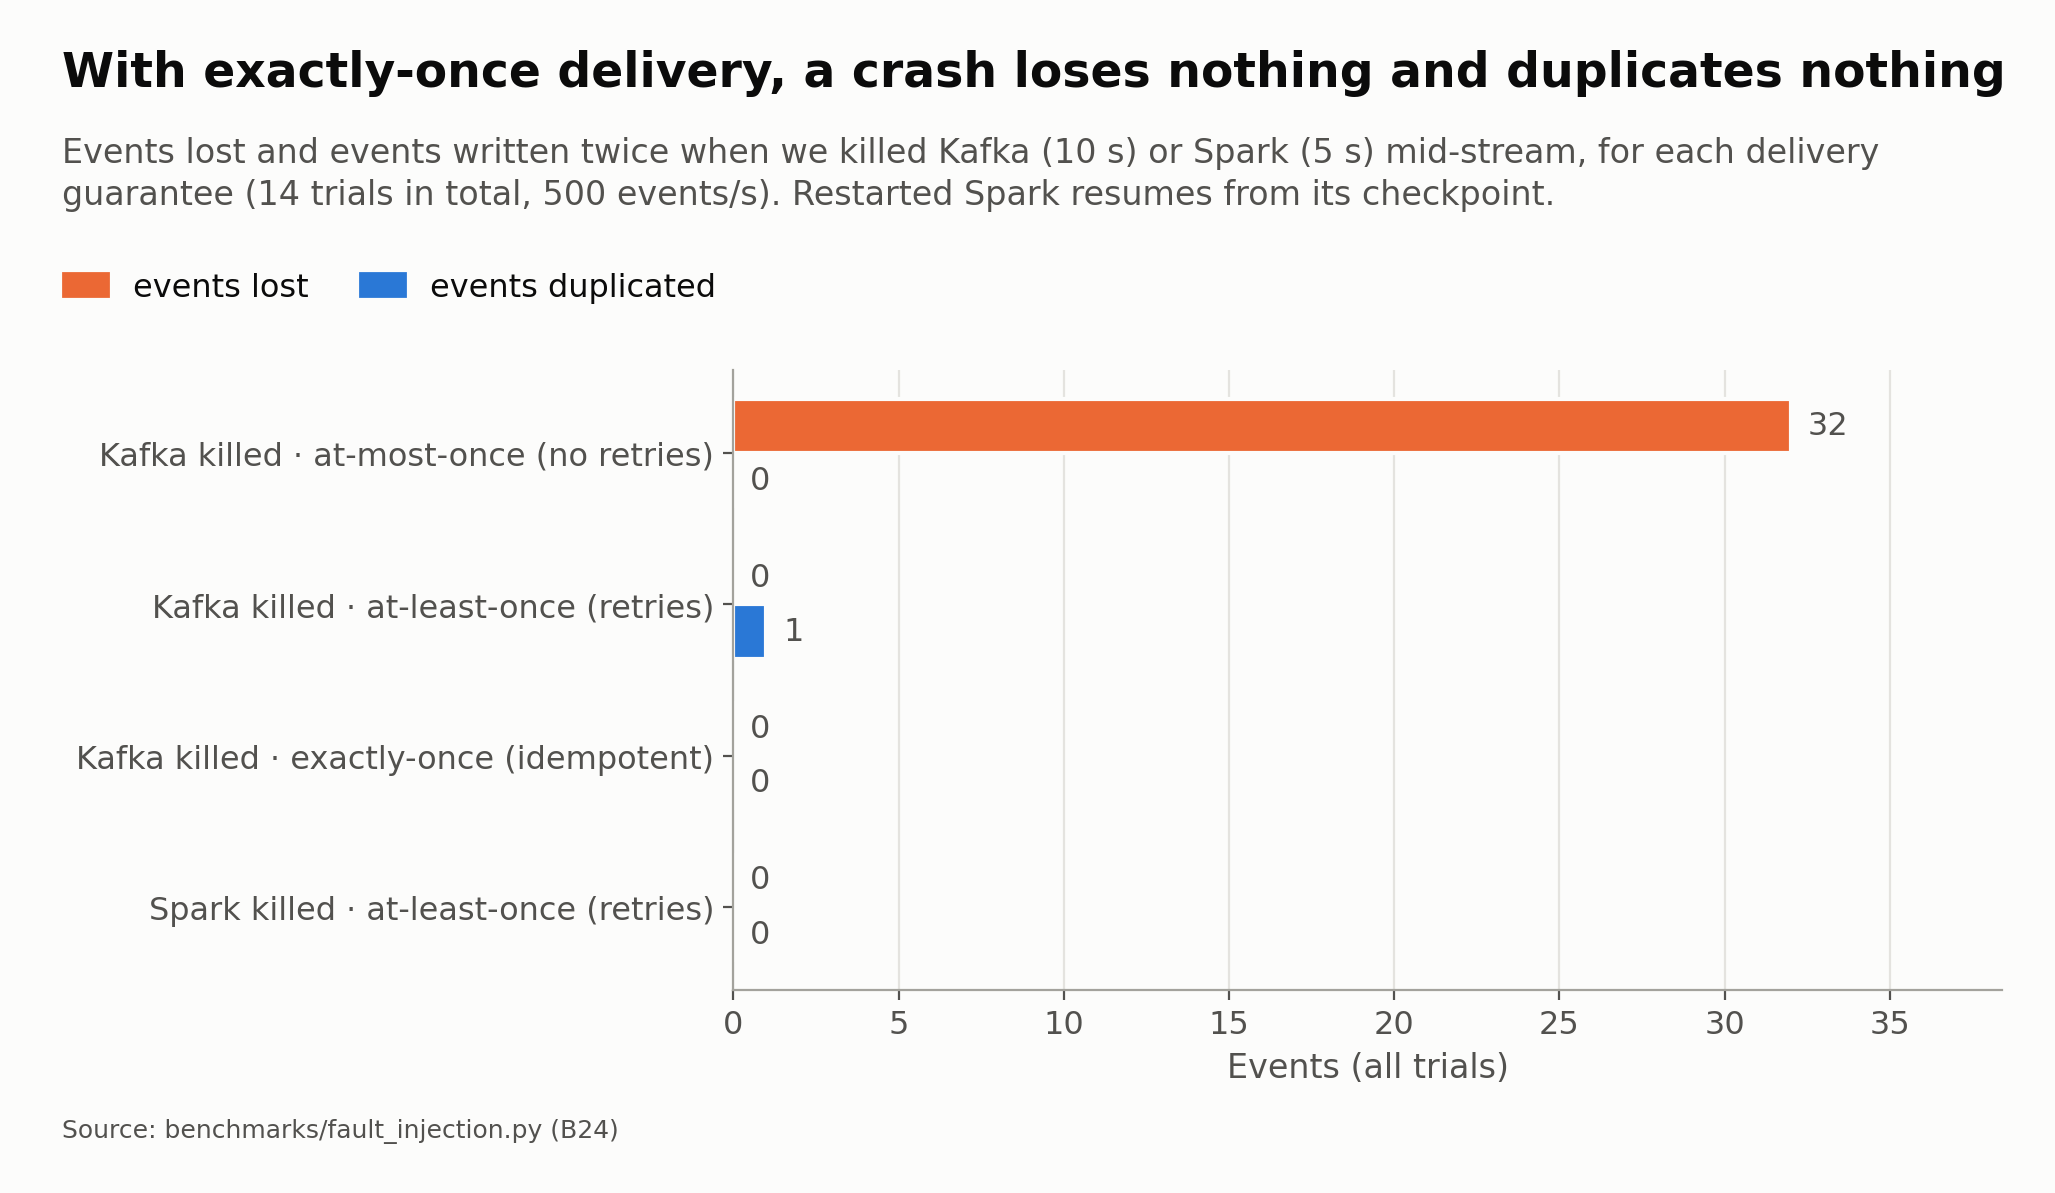 With exactly-once delivery, a crash loses nothing and duplicates nothing
Events lost and events written twice when we killed Kafka (10 s) or Spark (5 s) mid-stream, for each delivery
guarantee (14 trials in total, 500 events/s). Restarted Spark resumes from its checkpoint.
events lost events duplicated
32
Kafka killed · at-most-once (no retries)
0
0
Kafka killed · at-least-once (retries)
1
0
Kafka killed · exactly-once (idempotent)
0
0
Spark killed · at-least-once (retries)
0
0 5 10 15 20 25 30 35
Events (all trials)
Source: benchmarks/fault_injection.py (B24)